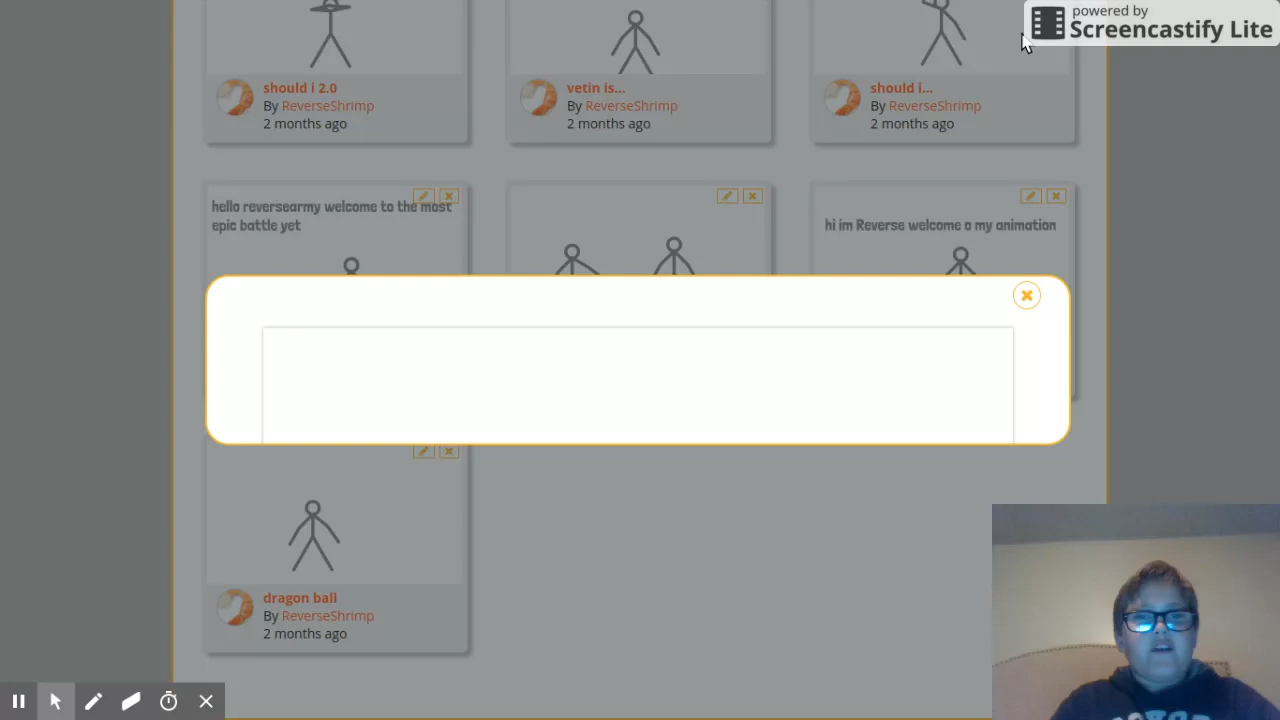 powered by
Screencastify Lite
should i 2.0
By ReverseShrimp
2 months ago
vetin is...
By ReverseShrimp
2 months ago
should i...
By ReverseShrimp
2 months ago
hello reversearmy welcome to the most
epic battle yet
hi im Reverse welcome o my animation
dragon ball
By ReverseShrimp
2 months ago